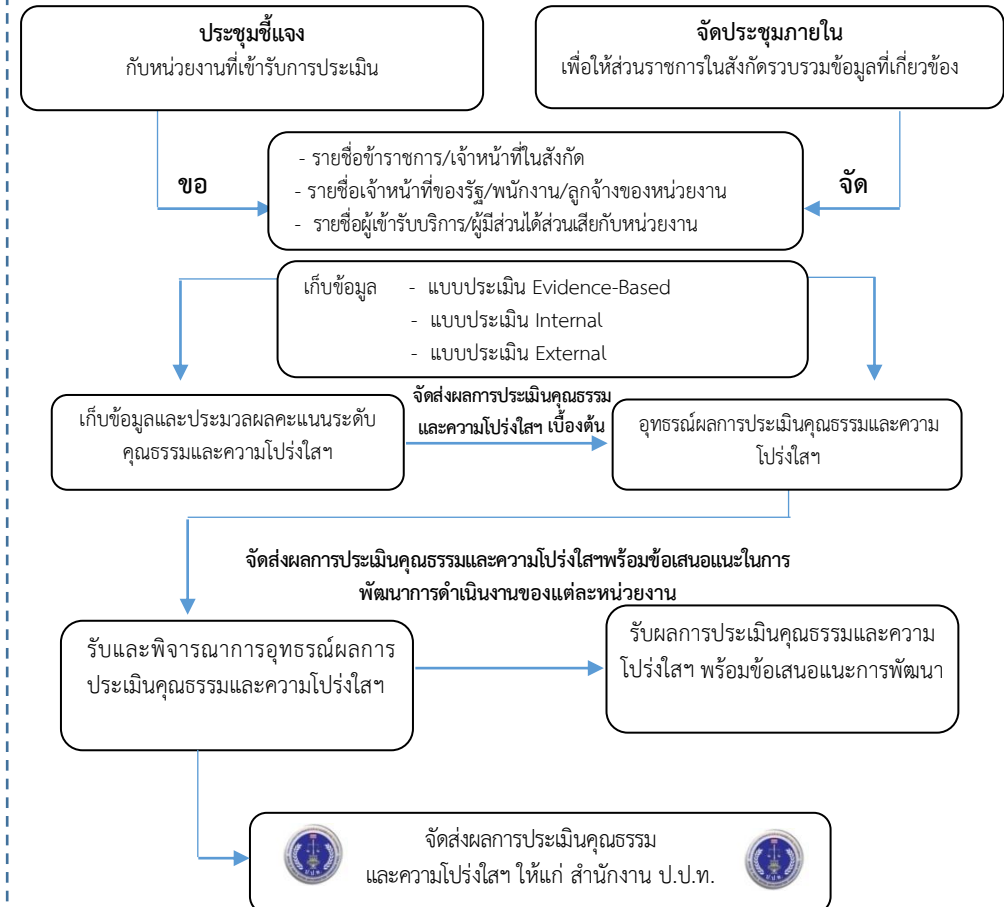 ประชุมชี้แจง
กับหน่วยงานที่เข้ารับการประเมิน
จัดประชุมภายใน
เพื่อให้ส่วนราชการในสังกัดรวบรวมข้อมูลที่เกี่ยวข้อง
ขอ
- รายชื่อข้าราชการ/เจ้าหน้าที่ในสังกัด
- รายชื่อเจ้าหน้าที่ของรัฐ/พนักงาน/ลูกจ้างของหน่วยงาน
- รายชื่อผู้เข้ารับบริการ/ผู้มีส่วนได้ส่วนเสียกับหน่วยงาน
จัด
เก็บข้อมูล - แบบประเมิน Evidence-Based
- แบบประเมิน Internal
- แบบประเมิน External
เก็บข้อมูลและประมวลผลคะแนนระดับ
คุณธรรมและความโปร่งใสฯ
จัดส่งผลการประเมินคุณธรรม
และความโปร่งใสฯ เบื้องต้น
อุทธรณ์ผลการประเมินคุณธรรมและความ
โปร่งใสฯ
จัดส่งผลการประเมินคุณธรรมและความโปร่งใสฯพร้อมข้อเสนอแนะในการ
พัฒนาการดำเนินงานของแต่ละหน่วยงาน
รับและพิจารณาการอุทธรณ์ผลการ
ประเมินคุณธรรมและความโปร่งใสฯ
รับผลการประเมินคุณธรรมและความ
โปร่งใสฯ พร้อมข้อเสนอแนะการพัฒนา
จัดส่งผลการประเมินคุณธรรม
และความโปร่งใสฯ ให้แก่ สำนักงาน ป.ป.ท.